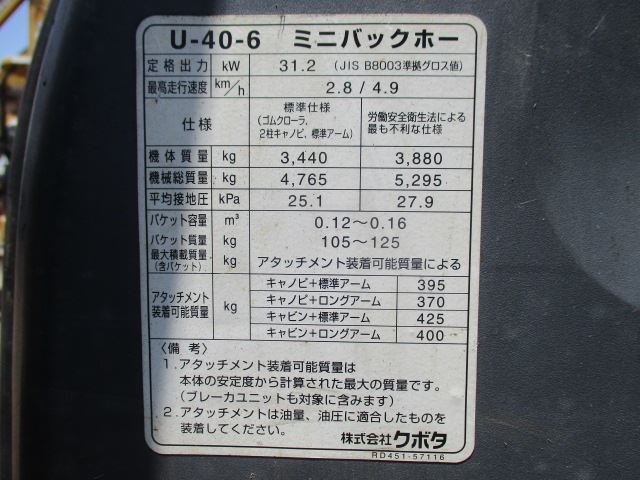 U-40-6 ミニバックホー
定格出力 kW 31.2 (JIS B8003準拠グロス値)
最高走行速度 km/h 2.8 / 4.9
仕様 標準仕様 (ゴムクローラ、2柱キャノピ、標準アーム) 労働安全衛生法による最も不利な仕様
機体質量 kg 3,440 3,880
機械総質量 kg 4,765 5,295
平均接地圧 kPa 25.1 27.9
バケット容量 m³ 0.12〜0.16
バケット質量 kg 105〜125
最大積載質量 (含バケット) kg アタッチメント装着可能質量による
アタッチメント装着可能質量 kg キャノピ+標準アーム 395
キャノピ+ロングアーム 370
キャビン+標準アーム 425
キャビン+ロングアーム 400
〈備考〉
1.アタッチメント装着可能質量は
本体の安定度から計算された最大の質量です。
(ブレーカユニットも対象に含みます)
2.アタッチメントは油量、油圧に適合したものを
装着してください。
株式会社クボタ
RD451-57116